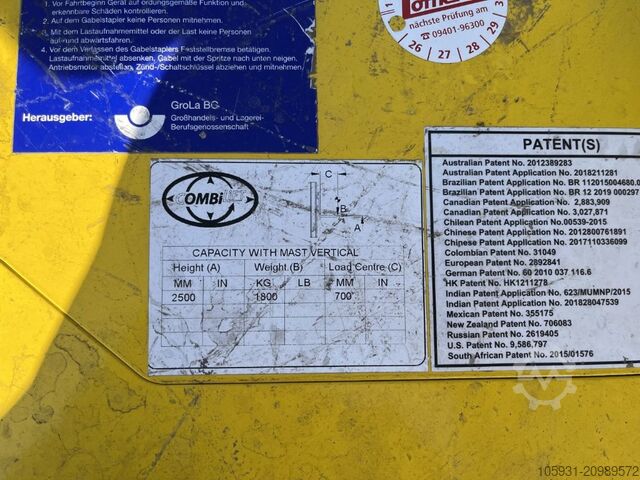 1. Vor Fahrtbeginn Gerät auf ordnungsgemäße Funktion und
erkennbare Schäden kontrollieren.
2. Auf dem Gabelstapler keine Personen mitnehmen.
3. Mit dem Lastaufnahmemittel oder der Last keine Personen
auf- und abwärtsfahren.
4. Vor dem Verlassen des Gabelstaplers Feststellbremse betätigen.
Lastaufnahmemittel absenken, Gabel mit der Spitze nach unten.
Antriebsmotor abstellen, Zünd-/Schaltschlüssel abziehen und mitnehmen.
Herausgeber:
GroLa BG
Großhandels- und Lagerei-
Berufsgenossenschaft
nächste Prüfung am
☎ 09401-96300
26 27 28 29
COMBiLIFT
C
B
A
CAPACITY WITH MAST VERTICAL
Height (A) Weight (B) Load Centre (C)
MM IN KG LB MM IN
2500 1800 700
PATENT(S)
Australian Patent No. 2012389283
Australian Patent Application No. 2018211281
Brazilian Patent Application No. BR 112015004680.0
Brazilian Patent Application No. BR 12 2019 000297
Canadian Patent No. 2,883,909
Canadian Patent No. 3,027,871
Chilean Patent No.00539-2015
Chinese Patent Application No. 2012800761891
Chinese Patent Application No. 2017110336099
Colombian Patent No. 31049
European Patent No. 2892841
German Patent No. 60 2010 037 116.6
HK Patent No. HK1211278
Indian Patent Application No. 623/MUMNP/2015
Indian Patent Application No. 201828047539
Mexican Patent No. 355175
New Zealand Patent No. 706083
Russian Patent No. 2619405
U.S. Patent No. 9,586,797
South African Patent No. 2015/01576
105931-20989572